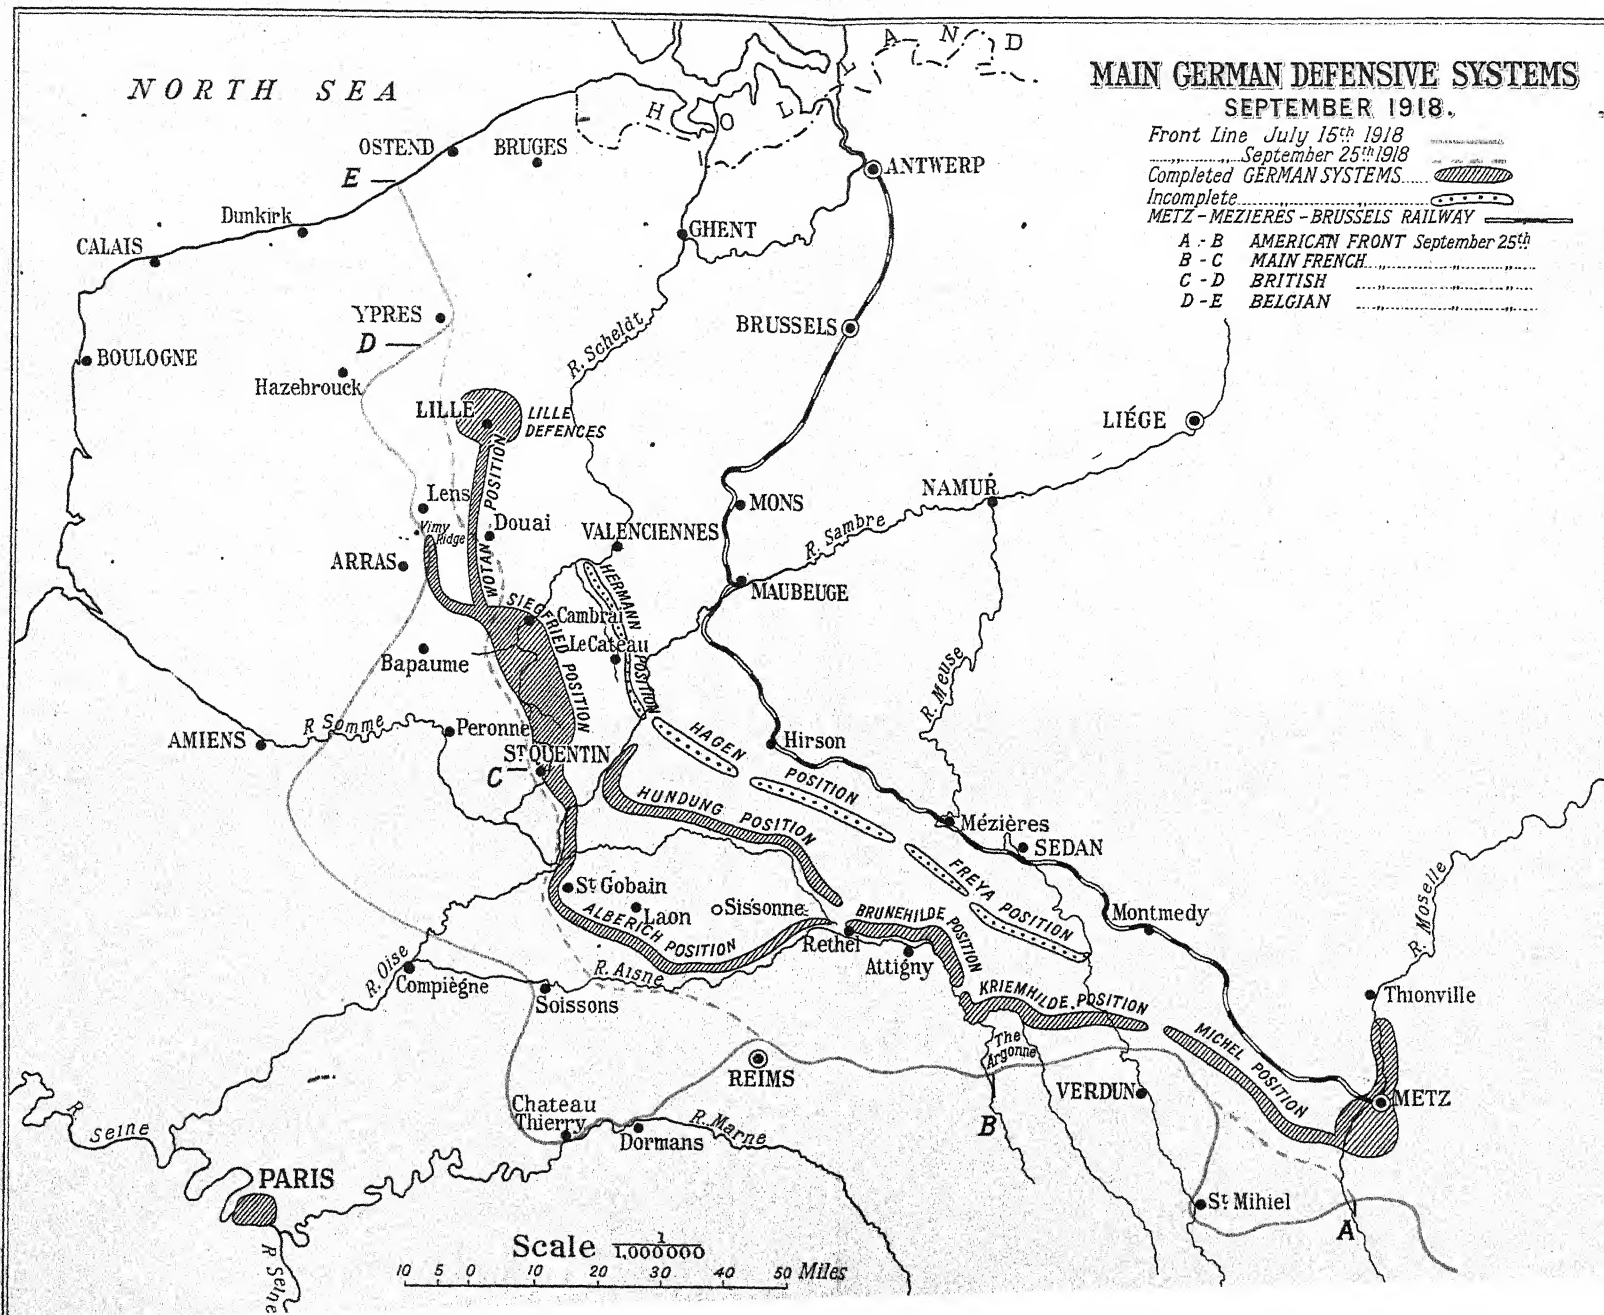 MAIN GERMAN DEFENSIVE SYSTEMS
SEPTEMBER 1918.
Front Line July 15th 1918
......„.........„.... September 25th 1918
Completed GERMAN SYSTEMS.....
Incomplete..........„..............„......
METZ-MEZIERES-BRUSSELS RAILWAY
A - B AMERICAN FRONT September 25th
B - C MAIN FRENCH...„..............„............„....
C - D BRITISH ......„..............„............„....
D - E BELGIAN ......„..............„............„....
NORTH SEA
HOLLAND
OSTEND
BRUGES
E
ANTWERP
Dunkirk
GHENT
CALAIS
YPRES
D
BRUSSELS
R. Scheldt
BOULOGNE
Hazebrouck
LILLE
LILLE
DEFENCES
LIÉGE
WOTAN POSITION
Lens
Vimy
Ridge
Douai
VALENCIENNES
MONS
NAMUR
R. Sambre
ARRAS
MAUBEUGE
HERMANN POSITION
SIEGFRIED POSITION
Cambrai
Le Cateau
Bapaume
R. Meuse
R Somme
Peronne
AMIENS
HAGEN POSITION
Hirson
St QUENTIN
C
HUNDUNG POSITION
Mézières
SEDAN
FREYA POSITION
St Gobain
Laon
Sissonne
ALBERICH POSITION
BRUNEHILDE POSITION
Rethel
Attigny
Montmedy
R. Moselle
R. Oise
Compiègne
R. Aisne
Soissons
KRIEMHILDE POSITION
Thionville
MICHEL POSITION
The
Argonne
REIMS
VERDUN
METZ
B
Chateau
Thierry
Dormans
R. Marne
R. Seine
PARIS
St Mihiel
A
R Seine
Scale 1/1,000000
10 5 0 10 20 30 40 50 Miles